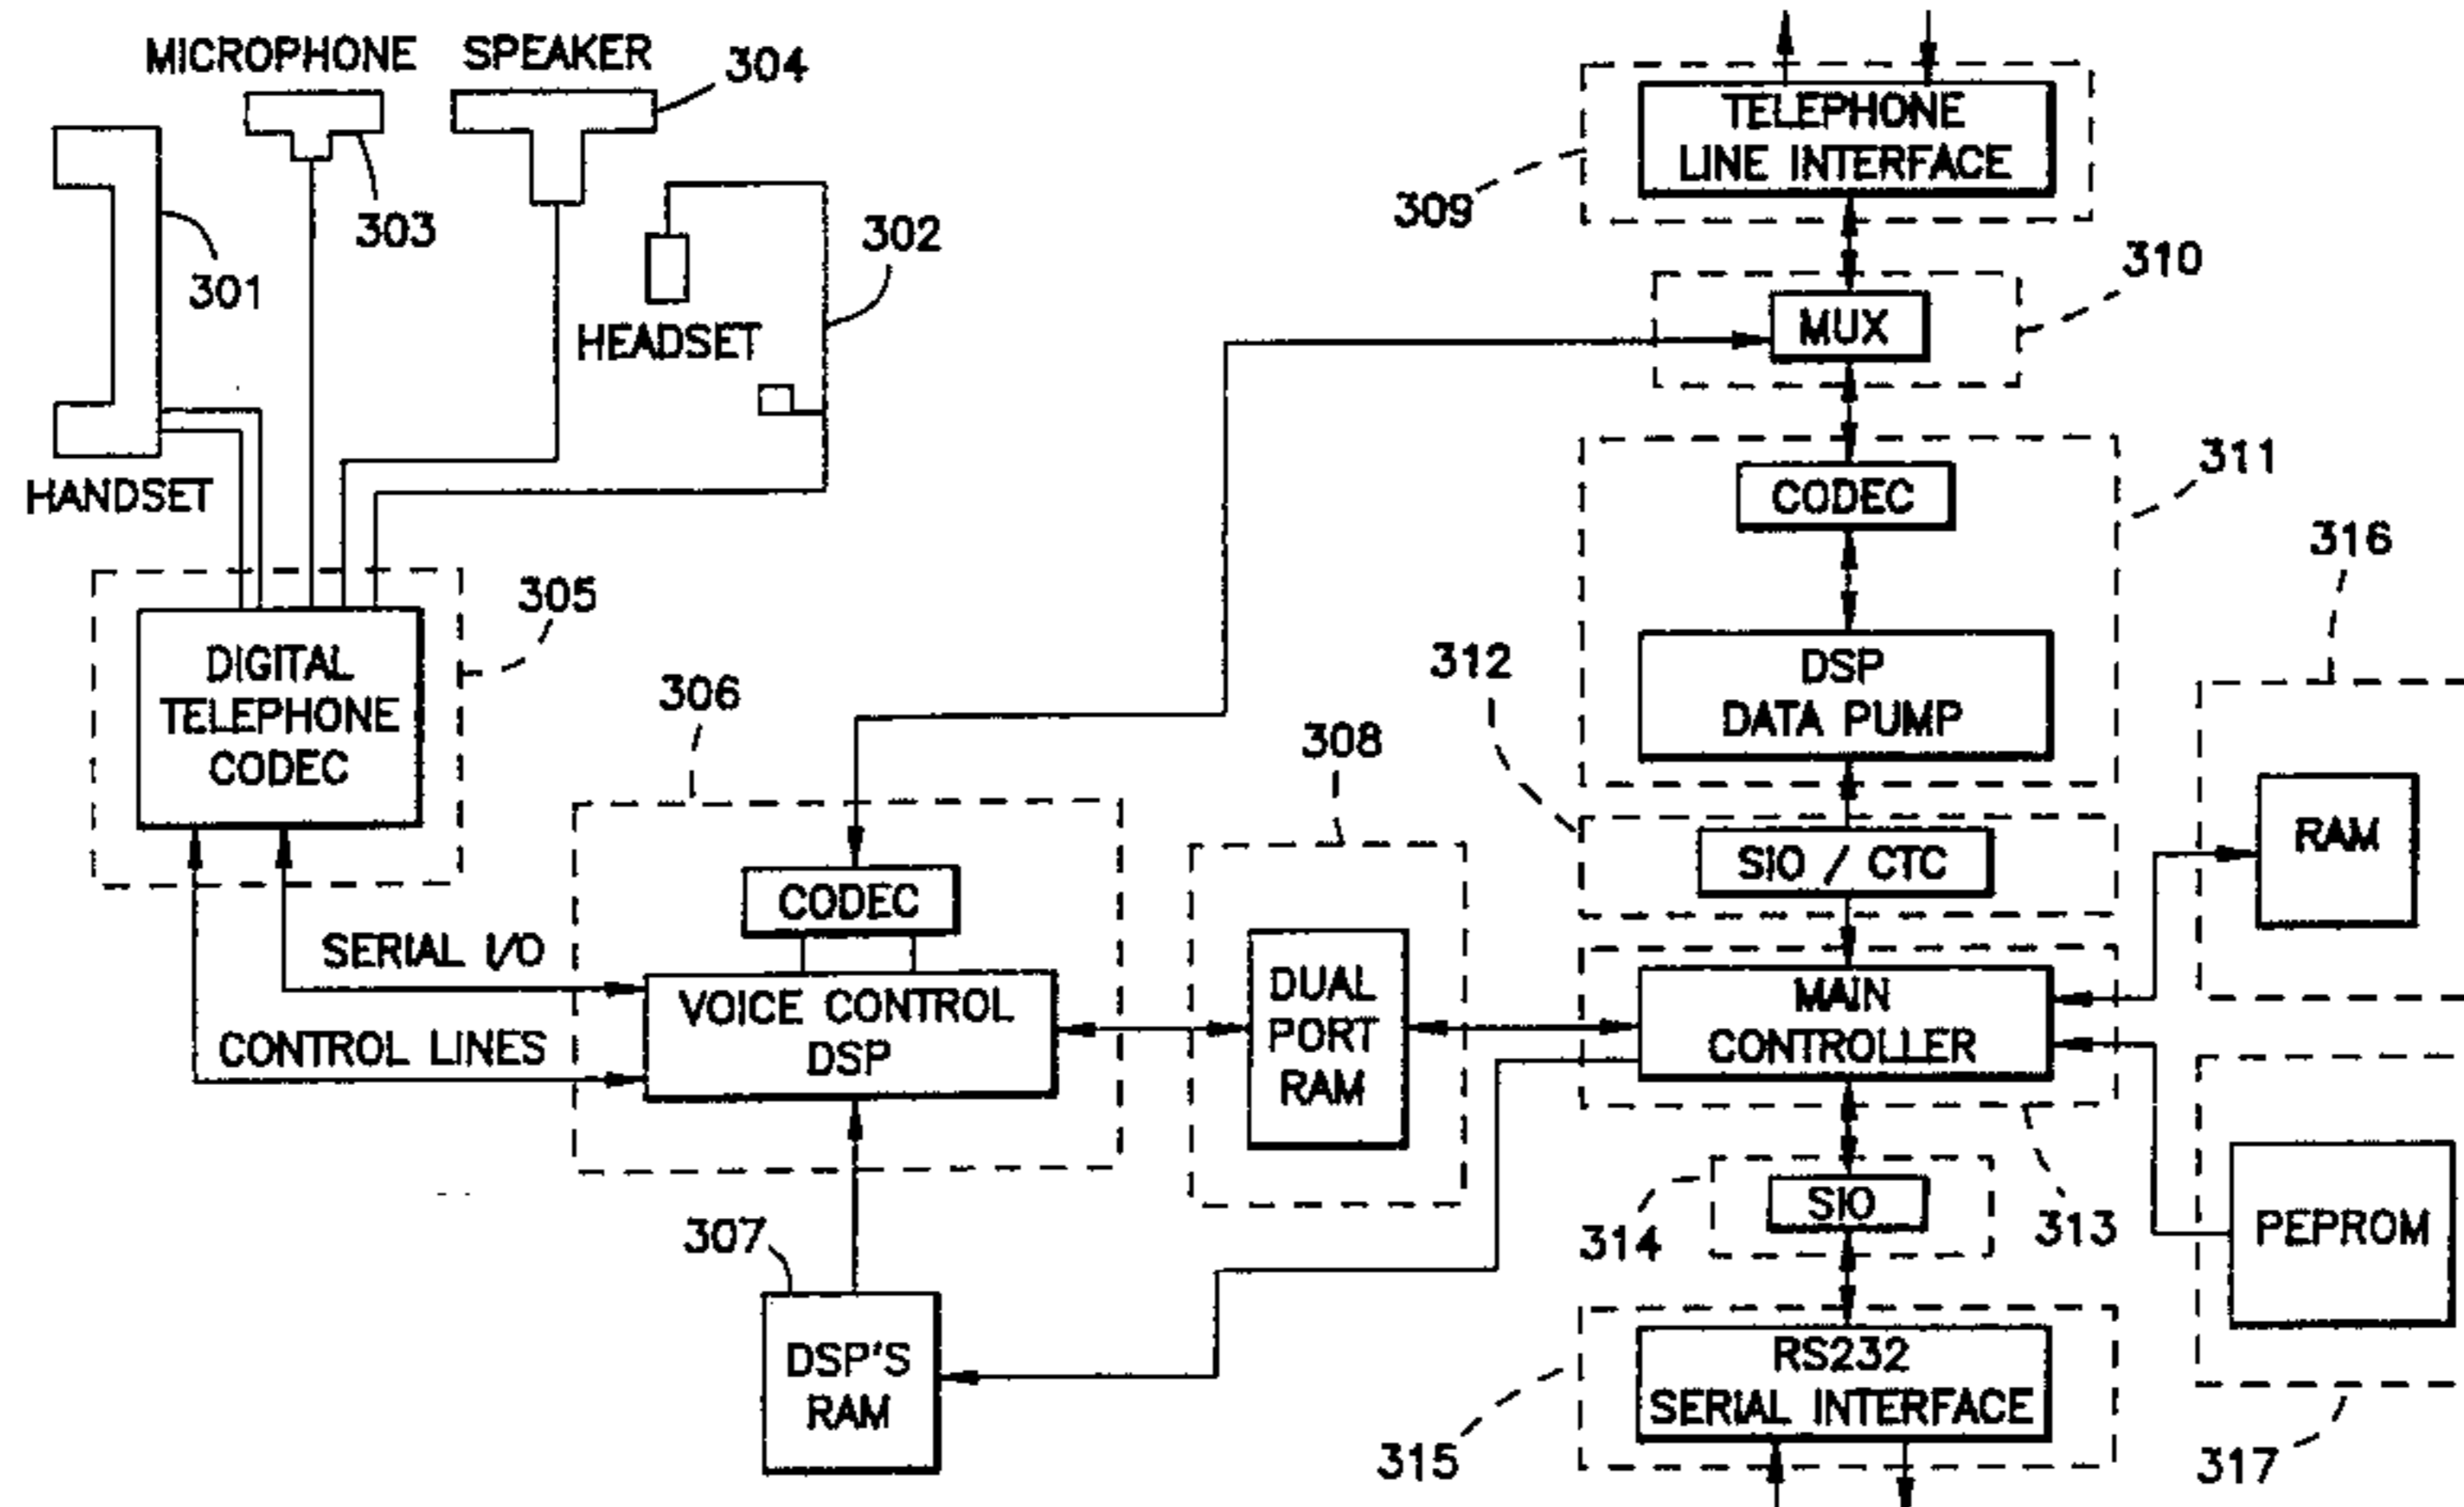 MICROPHONE
SPEAKER
304
303
301
302
HEADSET
HANDSET
305
DIGITAL
TELEPHONE
CODEC
306
CODEC
SERIAL I/O
CONTROL LINES
VOICE CONTROL
DSP
307
DSP'S
RAM
308
DUAL
PORT
RAM
TELEPHONE
LINE INTERFACE
309
310
MUX
311
CODEC
DSP
DATA PUMP
312
SIO / CTC
MAIN
CONTROLLER
313
314
SIO
RS232
SERIAL INTERFACE
315
316
RAM
PEPROM
317